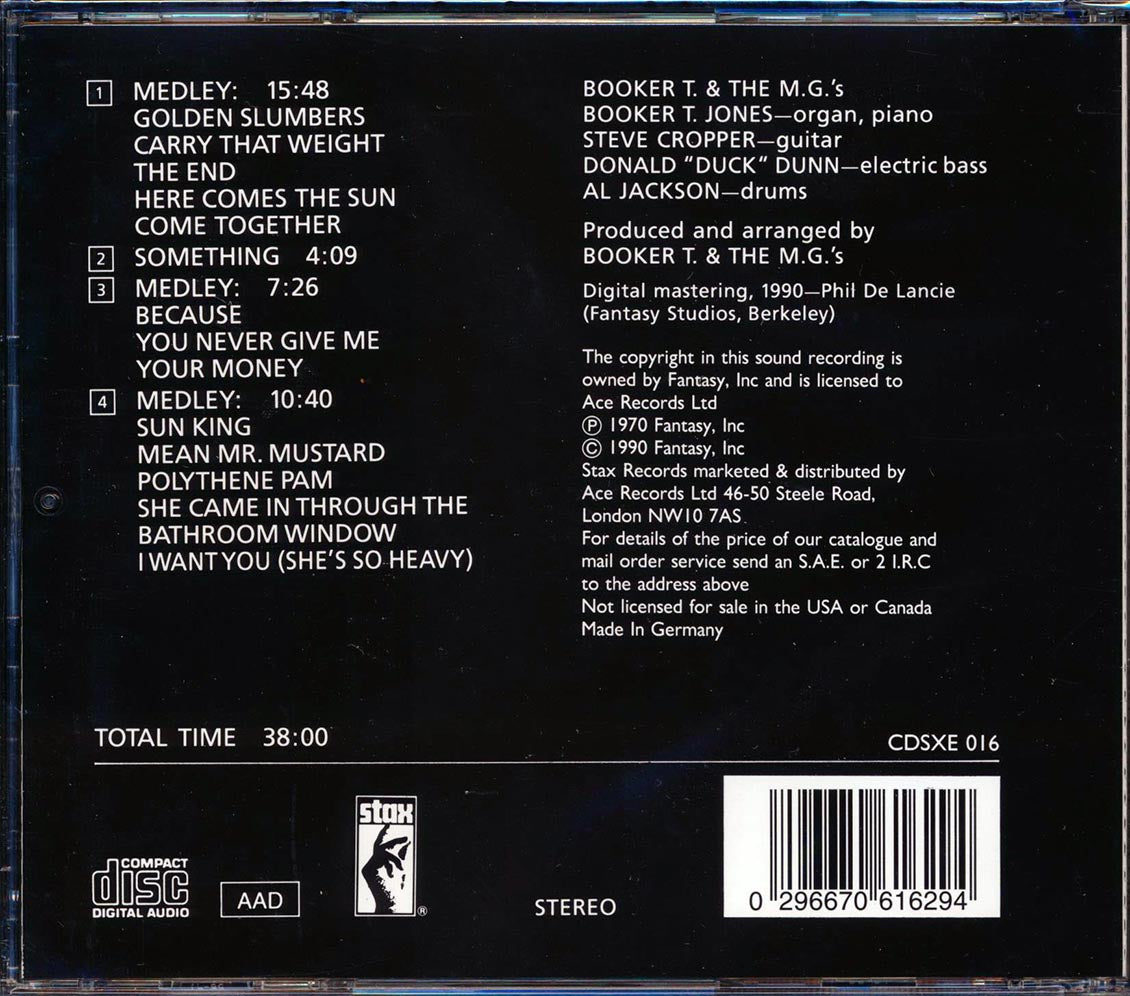 1 MEDLEY: 15:48
GOLDEN SLUMBERS
CARRY THAT WEIGHT
THE END
HERE COMES THE SUN
COME TOGETHER
2 SOMETHING 4:09
3 MEDLEY: 7:26
BECAUSE
YOU NEVER GIVE ME
YOUR MONEY
4 MEDLEY: 10:40
SUN KING
MEAN MR. MUSTARD
POLYTHENE PAM
SHE CAME IN THROUGH THE
BATHROOM WINDOW
I WANT YOU (SHE'S SO HEAVY)
BOOKER T. & THE M.G.'s
BOOKER T. JONES—organ, piano
STEVE CROPPER—guitar
DONALD "DUCK" DUNN—electric bass
AL JACKSON—drums
Produced and arranged by
BOOKER T. & THE M.G.'s
Digital mastering, 1990—Phil De Lancie
(Fantasy Studios, Berkeley)
The copyright in this sound recording is
owned by Fantasy, Inc and is licensed to
Ace Records Ltd
℗ 1970 Fantasy, Inc
© 1990 Fantasy, Inc
Stax Records marketed & distributed by
Ace Records Ltd 46-50 Steele Road,
London NW10 7AS.
For details of the price of our catalogue and
mail order service send an S.A.E. or 2 I.R.C
to the address above
Not licensed for sale in the USA or Canada
Made In Germany
TOTAL TIME 38:00
CDSXE 016
COMPACT
disc
DIGITAL AUDIO
AAD
stax
®
STEREO
0 296670 616294